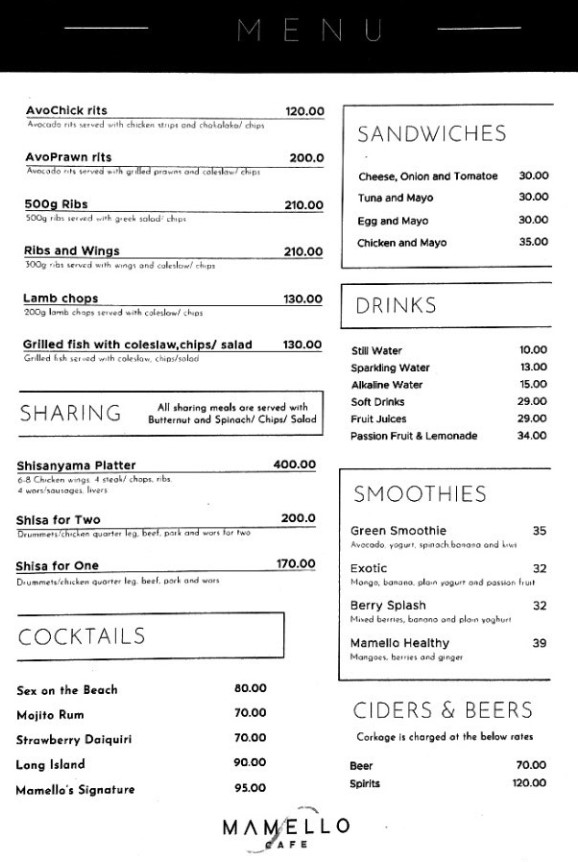 MENU
AvoChick rits 120.00
Avocado rits served with chicken strips and chakalaka/ chips
AvoPrawn rits 200.0
Avocado rits served with grilled prawns and coleslaw/ chips
500g Ribs 210.00
500g ribs served with greek salad/ chips
Ribs and Wings 210.00
300g ribs served with wings and coleslaw/ chips
Lamb chops 130.00
200g lamb chops served with coleslaw/ chips
Grilled fish with coleslaw,chips/ salad 130.00
Grilled fish served with coleslaw, chips/salad
SHARING
All sharing meals are served with
Butternut and Spinach/ Chips/ Salad
Shisanyama Platter 400.00
6-8 Chicken wings, 4 steak/ chops, ribs,
4 wors/sausages, livers
Shisa for Two 200.0
Drummets/chicken quarter leg, beef, pork and wors for two
Shisa for One 170.00
Drummets/chicken quarter leg, beef, pork and wors
COCKTAILS
Sex on the Beach 80.00
Mojito Rum 70.00
Strawberry Daiquiri 70.00
Long Island 90.00
Mamello's Signature 95.00
SANDWICHES
Cheese, Onion and Tomatoe 30.00
Tuna and Mayo 30.00
Egg and Mayo 30.00
Chicken and Mayo 35.00
DRINKS
Still Water 10.00
Sparkling Water 13.00
Alkaline Water 15.00
Soft Drinks 29.00
Fruit Juices 29.00
Passion Fruit & Lemonade 34.00
SMOOTHIES
Green Smoothie 35
Avocado, yogurt, spinach,banana and kiwi
Exotic 32
Mango, banana, plain yogurt and passion fruit
Berry Splash 32
Mixed berries, banana and plain yoghurt
Mamello Healthy 39
Mangoes, berries and ginger
CIDERS & BEERS
Corkage is charged at the below rates
Beer 70.00
Spirits 120.00
MAMELLO
CAFE